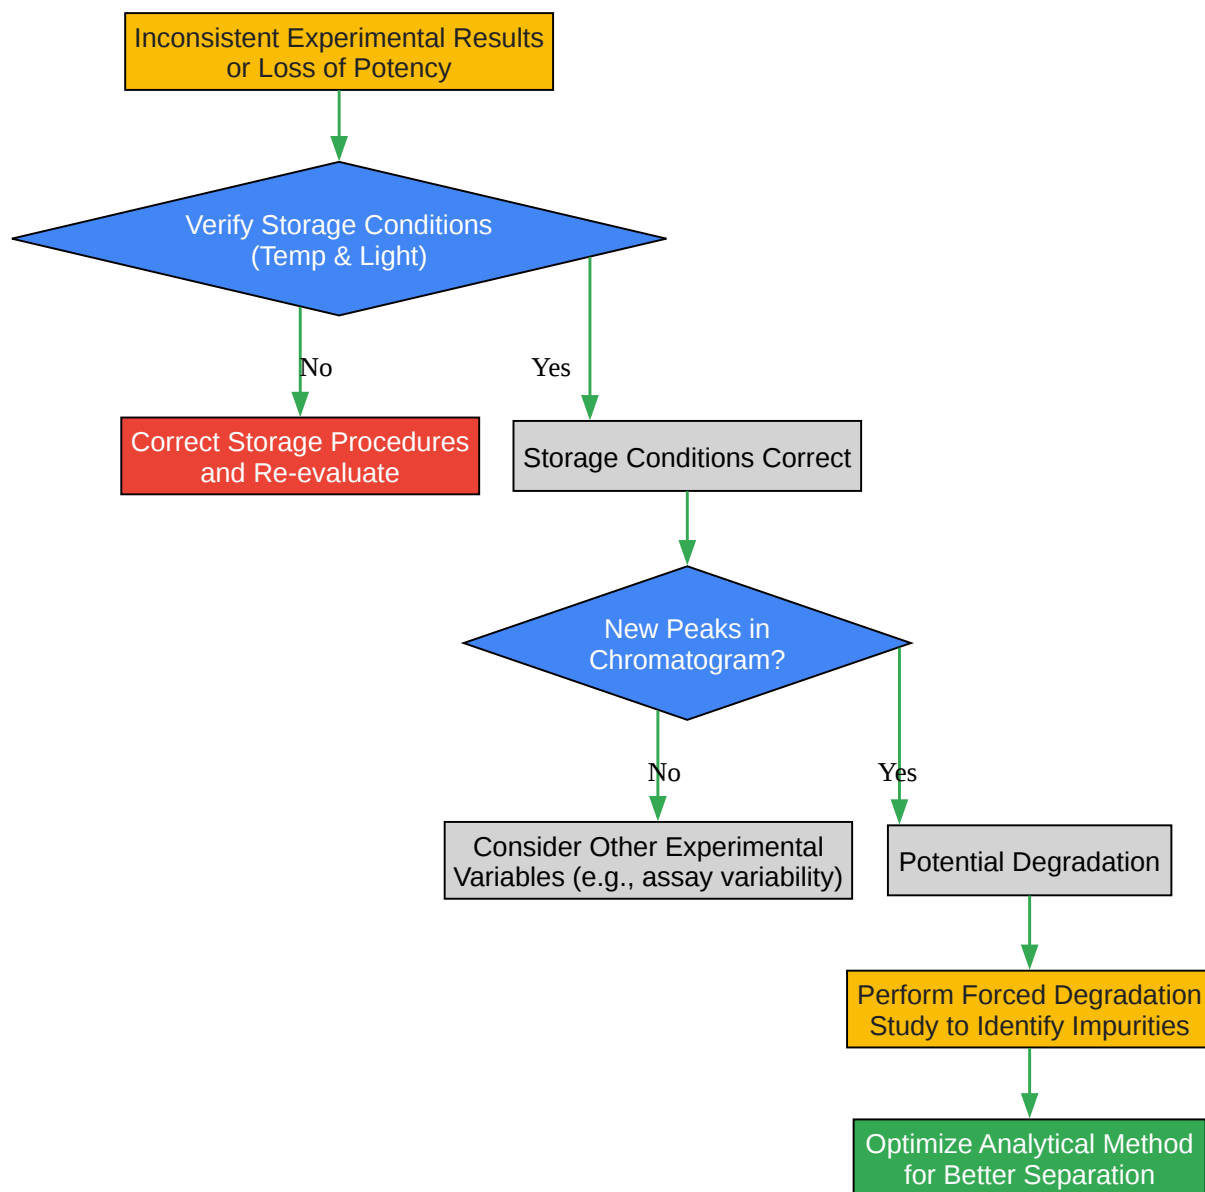 Inconsistent Experimental Results
or Loss of Potency
Verify Storage Conditions
(Temp & Light)
No
Yes
Correct Storage Procedures
and Re-evaluate
Storage Conditions Correct
New Peaks in
Chromatogram?
No
Yes
Consider Other Experimental
Variables (e.g., assay variability)
Potential Degradation
Perform Forced Degradation
Study to Identify Impurities
Optimize Analytical Method
for Better Separation